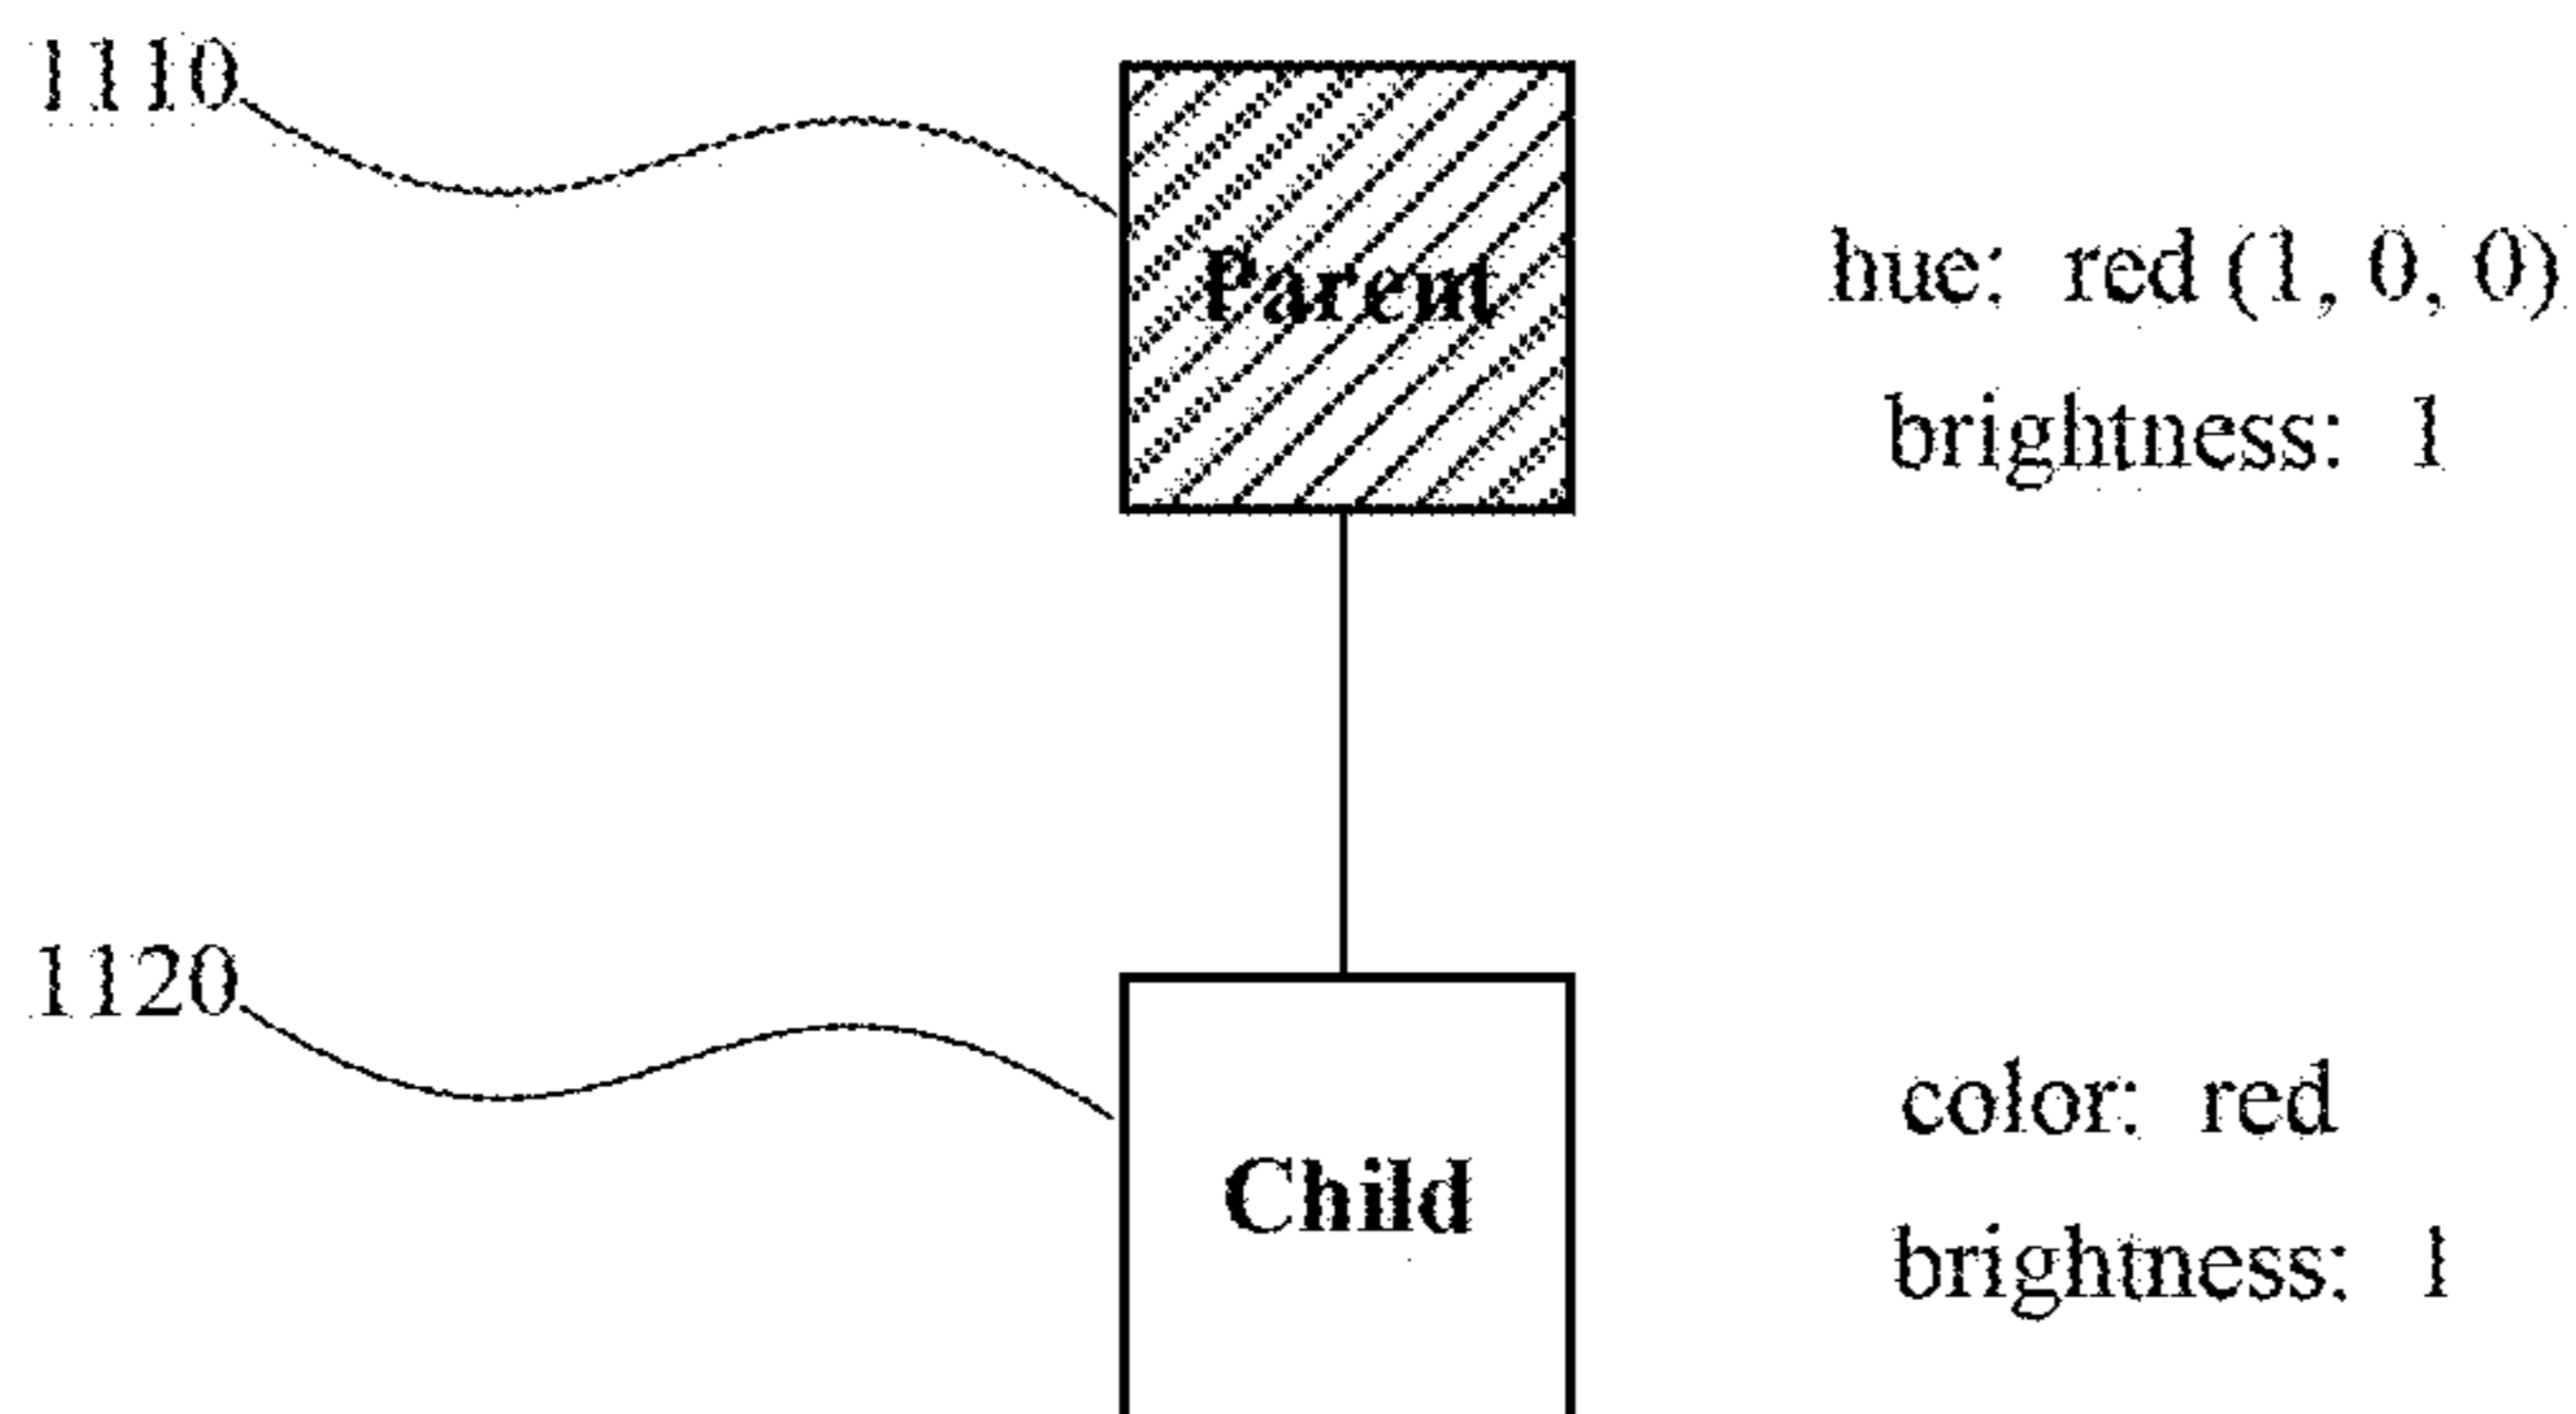 1110
Parent
hue: red (1, 0, 0)
brightness: 1
1120
color: red
Child
brightness: 1